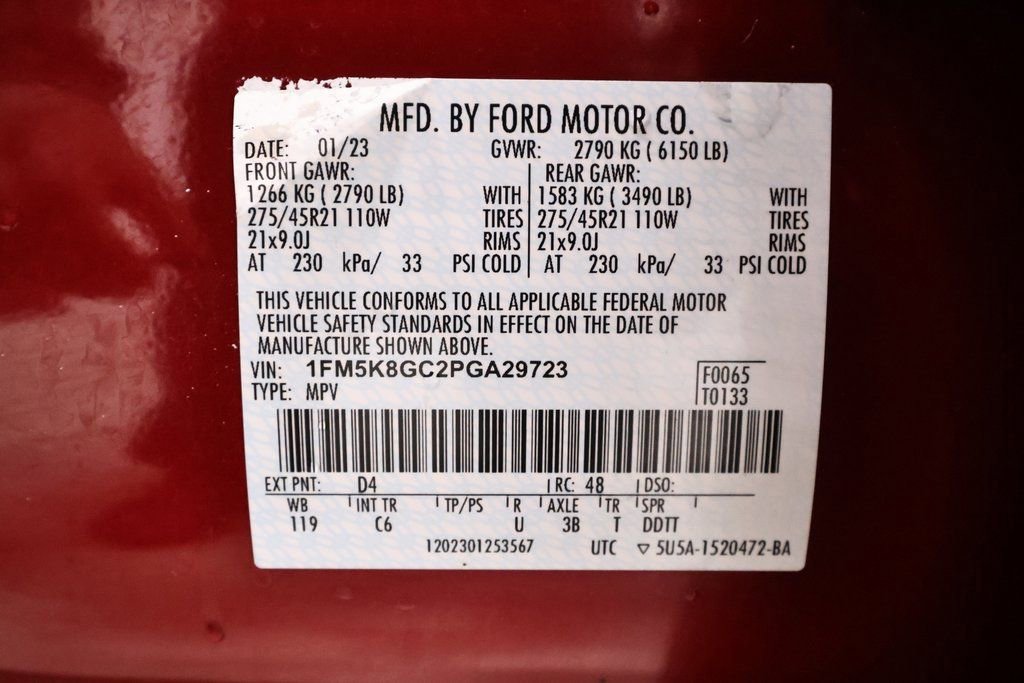 MFD. BY FORD MOTOR CO.
DATE: 01/23 GVWR: 2790 KG ( 6150 LB)
FRONT GAWR: REAR GAWR:
1266 KG ( 2790 LB) WITH 1583 KG ( 3490 LB) WITH
275/45R21 110W TIRES 275/45R21 110W TIRES
21x9.0J RIMS 21x9.0J RIMS
AT 230 kPa/ 33 PSI COLD AT 230 kPa/ 33 PSI COLD
THIS VEHICLE CONFORMS TO ALL APPLICABLE FEDERAL MOTOR
VEHICLE SAFETY STANDARDS IN EFFECT ON THE DATE OF
MANUFACTURE SHOWN ABOVE.
VIN: 1FM5K8GC2PGA29723 F0065
TYPE: MPV T0133
EXT PNT: D4 RC: 48 DSO:
WB INT TR TP/PS R AXLE TR SPR
119 C6 U 3B T DDTT
1202301253567 UTC ▽ 5U5A-1520472-BA